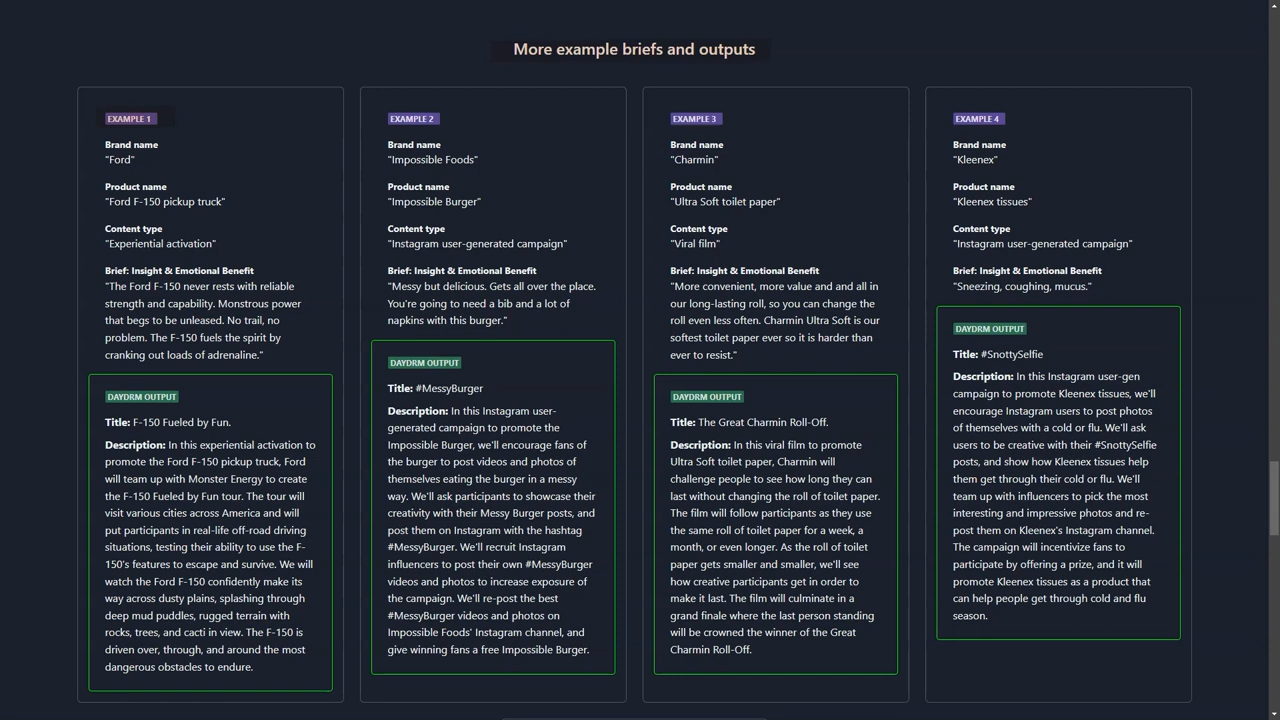 More example briefs and outputs
EXAMPLE 1
Brand name
"Ford"
Product name
"Ford F-150 pickup truck"
Content type
"Experiential activation"
Brief: Insight & Emotional Benefit
"The Ford F-150 never rests with reliable
strength and capability. Monstrous power
that begs to be unleased. No trail, no
problem. The F-150 fuels the spirit by
cranking out loads of adrenaline."
DAYDRM OUTPUT
Title: F-150 Fueled by Fun.
Description: In this experiential activation to
promote the Ford F-150 pickup truck, Ford
will team up with Monster Energy to create
the F-150 Fueled by Fun tour. The tour will
visit various cities across America and will
put participants in real-life off-road driving
situations, testing their ability to use the F-
150's features to escape and survive. We will
watch the Ford F-150 confidently make its
way across dusty plains, splashing through
deep mud puddles, rugged terrain with
rocks, trees, and cacti in view. The F-150 is
driven over, through, and around the most
dangerous obstacles to endure.
EXAMPLE 2
Brand name
"Impossible Foods"
Product name
"Impossible Burger"
Content type
"Instagram user-generated campaign"
Brief: Insight & Emotional Benefit
"Messy but delicious. Gets all over the place.
You're going to need a bib and a lot of
napkins with this burger."
DAYDRM OUTPUT
Title: #MessyBurger
Description: In this Instagram user-
generated campaign to promote the
Impossible Burger, we'll encourage fans of
the burger to post videos and photos of
themselves eating the burger in a messy
way. We'll ask participants to showcase their
creativity with their Messy Burger posts, and
post them on Instagram with the hashtag
#MessyBurger. We'll recruit Instagram
influencers to post their own #MessyBurger
videos and photos to increase exposure of
the campaign. We'll re-post the best
#MessyBurger videos and photos on
Impossible Foods' Instagram channel, and
give winning fans a free Impossible Burger.
EXAMPLE 3
Brand name
"Charmin"
Product name
"Ultra Soft toilet paper"
Content type
"Viral film"
Brief: Insight & Emotional Benefit
"More convenient, more value and and all in
our long-lasting roll, so you can change the
roll even less often. Charmin Ultra Soft is our
softest toilet paper ever so it is harder than
ever to resist."
DAYDRM OUTPUT
Title: The Great Charmin Roll-Off.
Description: In this viral film to promote
Ultra Soft toilet paper, Charmin will
challenge people to see how long they can
last without changing the roll of toilet paper.
The film will follow participants as they use
the same roll of toilet paper for a week, a
month, or even longer. As the roll of toilet
paper gets smaller and smaller, we'll see
how creative participants get in order to
make it last. The film will culminate in a
grand finale where the last person standing
will be crowned the winner of the Great
Charmin Roll-Off.
EXAMPLE 4
Brand name
"Kleenex"
Product name
"Kleenex tissues"
Content type
"Instagram user-generated campaign"
Brief: Insight & Emotional Benefit
"Sneezing, coughing, mucus."
DAYDRM OUTPUT
Title: #SnottySelfie
Description: In this Instagram user-gen
campaign to promote Kleenex tissues, we'll
encourage Instagram users to post photos
of themselves with a cold or flu. We'll ask
users to be creative with their #SnottySelfie
posts, and show how Kleenex tissues help
them get through their cold or flu. We'll
team up with influencers to pick the most
interesting and impressive photos and re-
post them on Kleenex's Instagram channel.
The campaign will incentivize fans to
participate by offering a prize, and it will
promote Kleenex tissues as a product that
can help people get through cold and flu
season.